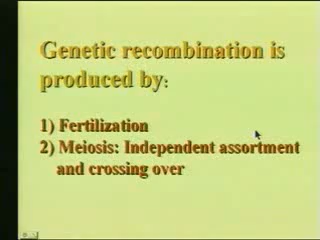 Genetic recombination is
produced by:
1) Fertilization
2) Meiosis: Independent assortment
and crossing over